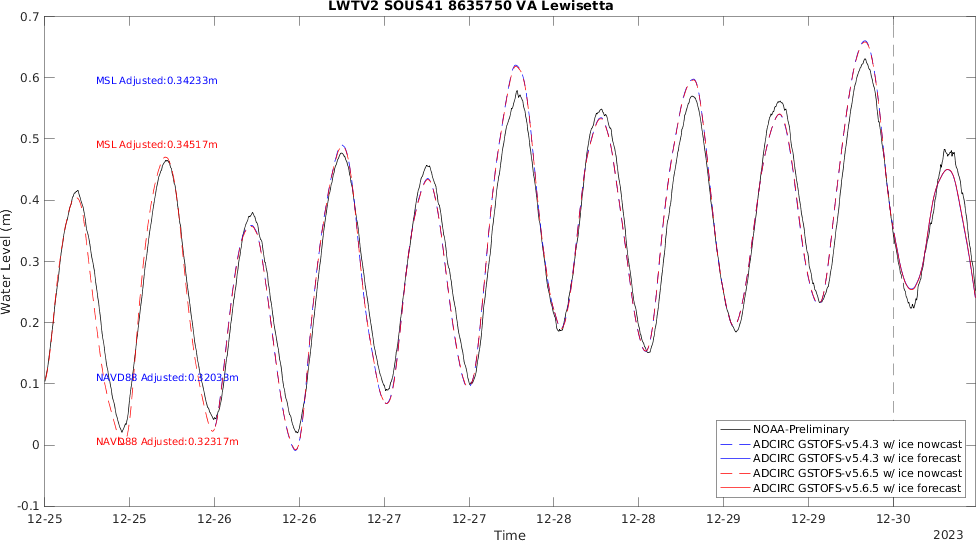 LWTV2 SOUS41 8635750 VA Lewisetta
0.7
0.6
0.5
0.4
0.3
0.2
0.1
0
-0.1
Water Level (m)
MSL Adjusted:0.34233m
MSL Adjusted:0.34517m
NAVD88 Adjusted:0.32033m
NAVD88 Adjusted:0.32317m
NOAA-Preliminary
ADCIRC GSTOFS-v5.4.3 w/ ice nowcast
ADCIRC GSTOFS-v5.4.3 w/ ice forecast
ADCIRC GSTOFS-v5.6.5 w/ ice nowcast
ADCIRC GSTOFS-v5.6.5 w/ ice forecast
12-25 12-25 12-26 12-26 12-27 12-27 12-28 12-28 12-29 12-29 12-30
Time
2023